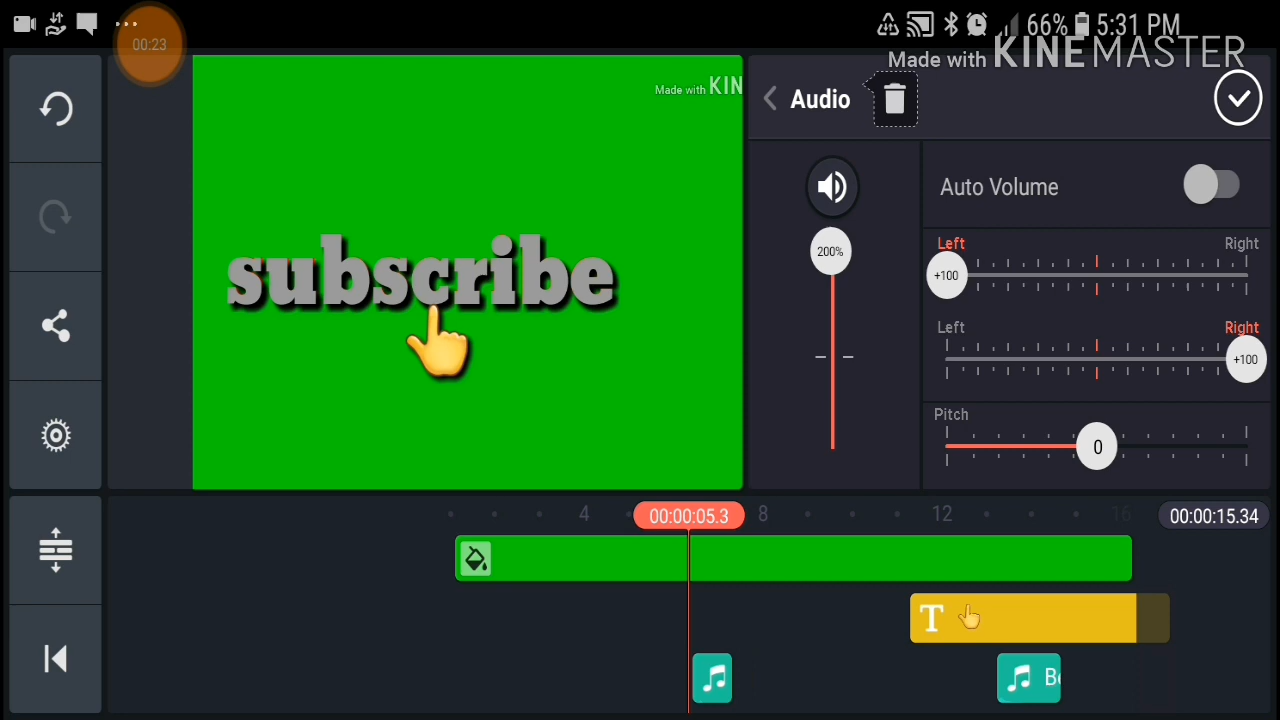 00:23
66% 5:31 PM
Made with KINEMASTER
Made with KIN
Audio
subscribe
200%
Auto Volume
Left Right
+100
Left Right
+100
Pitch
0
4 8 12 16
00:00:05.3
00:00:15.34
T
Be